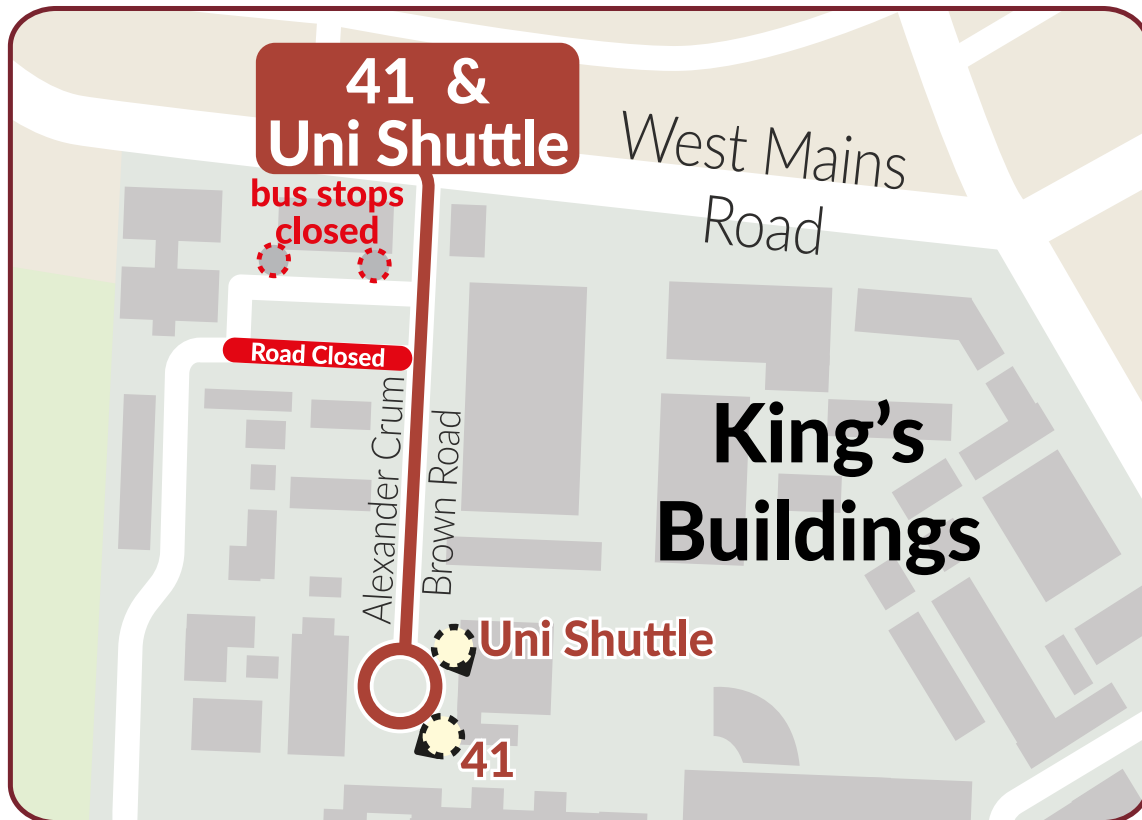 41 &
Uni Shuttle
West Mains
Road
bus stops
closed
Road Closed
Alexander Crum
Brown Road
King’s
Buildings
Uni Shuttle
41